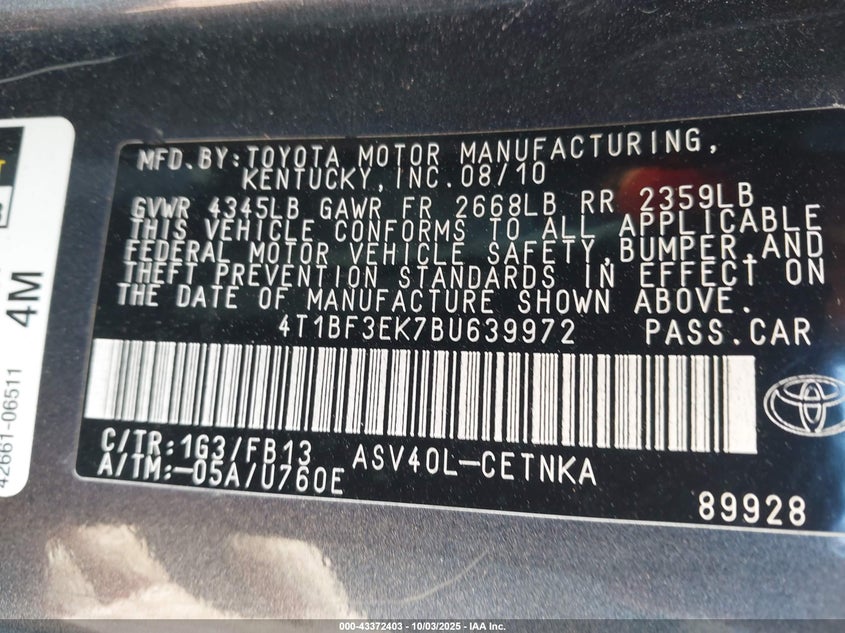 MFD.BY:TOYOTA MOTOR MANUFACTURING,
KENTUCKY,INC.08/10
GVWR 4345LB GAWR FR 2668LB RR 2359LB
THIS VEHICLE CONFORMS TO ALL APPLICABLE
FEDERAL MOTOR VEHICLE SAFETY,BUMPER,AND
THEFT PREVENTION STANDARDS IN EFFECT ON
THE DATE OF MANUFACTURE SHOWN ABOVE.
4T1BF3EK7BU639972 PASS.CAR
C/TR:1G3/FB13 ASV40L-CETNKA
A/TM:-05A/U760E
89928
4M
42661-06511
000-43372403 - 10/03/2025 - IAA Inc.